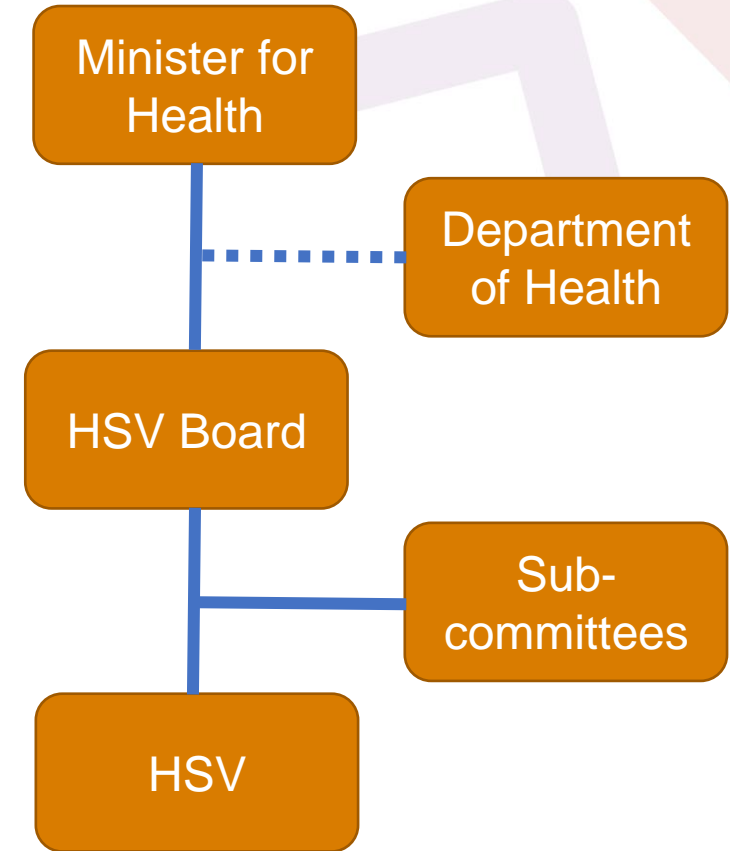 Minister for
Health
Department
of Health
HSV Board
Sub-
committees
HSV